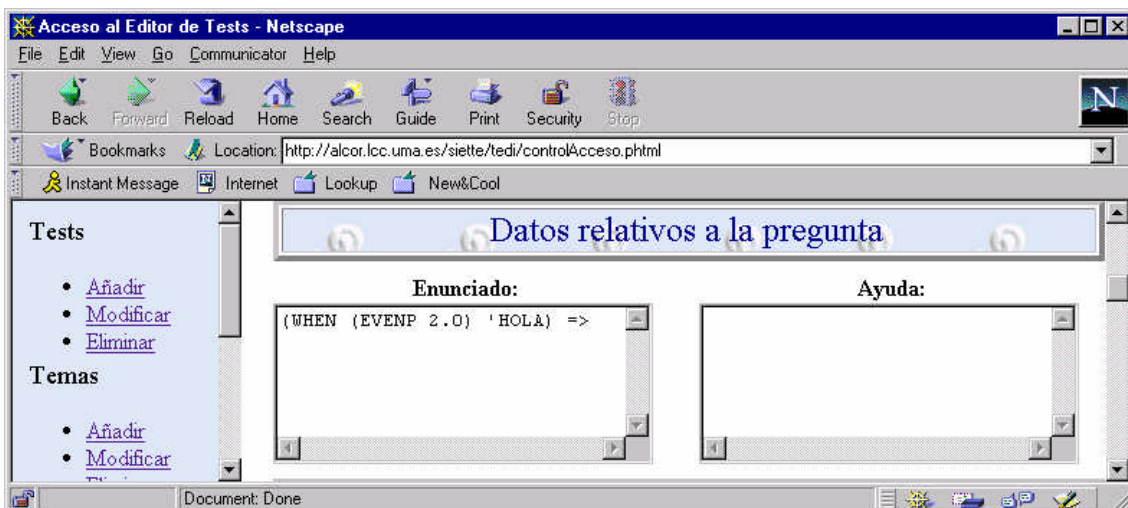 Acceso al Editor de Tests - Netscape
File Edit View Go Communicator Help
Back Forward Reload Home Search Guide Print Security Stop
N
Bookmarks Location: http://alcor.lcc.uma.es/siette/tedi/controlAcceso.phtml
Instant Message Internet Lookup New&Cool
Tests
Añadir
Modificar
Eliminar
Temas
Añadir
Modificar
Datos relativos a la pregunta
Enunciado:
(WHEN (EVENP 2.0) 'HOLA) =>
Ayuda:
Document: Done